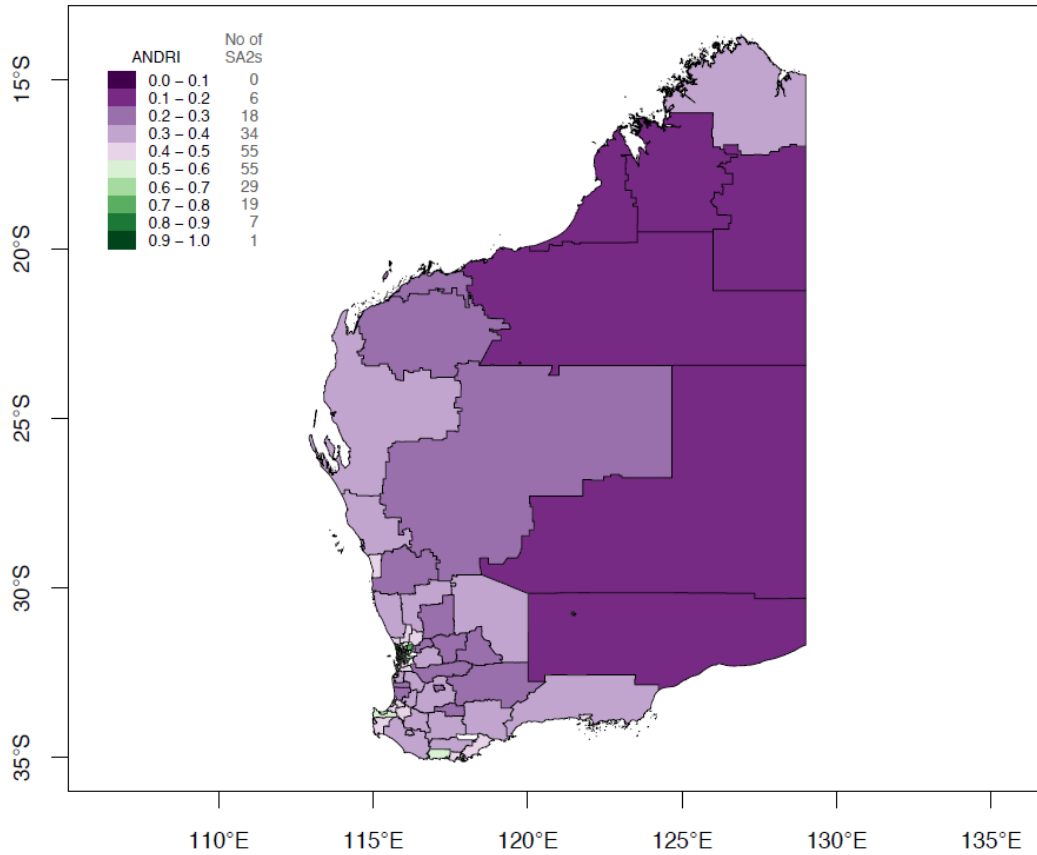 No of
ANDRI SA2s
0.0 – 0.1 0
0.1 – 0.2 6
0.2 – 0.3 18
0.3 – 0.4 34
0.4 – 0.5 55
0.5 – 0.6 55
0.6 – 0.7 29
0.7 – 0.8 19
0.8 – 0.9 7
0.9 – 1.0 1
15°S
20°S
25°S
30°S
35°S
110°E 115°E 120°E 125°E 130°E 135°E